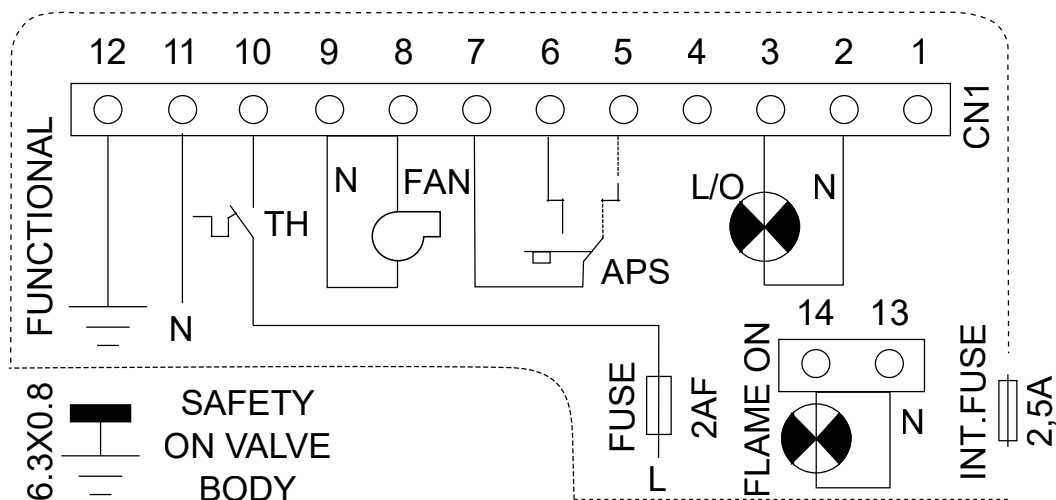 12 11 10 9 8 7 6 5 4 3 2 1
CN1
FUNCTIONAL
N
TH
N
FAN
APS
L/O
N
14 13
FLAME ON
N
FUSE
2AF
L
INT.FUSE
2,5A
6.3X0.8
SAFETY
ON VALVE
BODY